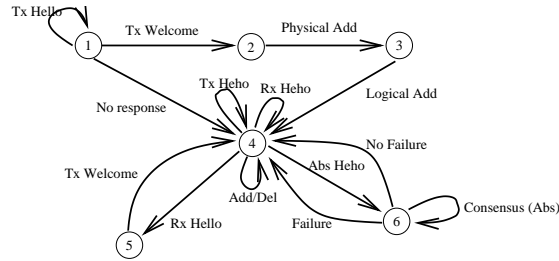 Tx Hello
Tx Welcome
Physical Add
1
2
3
Tx Heho
Rx Heho
Logical Add
No response
4
No Failure
Abs Heho
Tx Welcome
Add/Del
Rx Hello
Failure
6
Consensus (Abs)
5